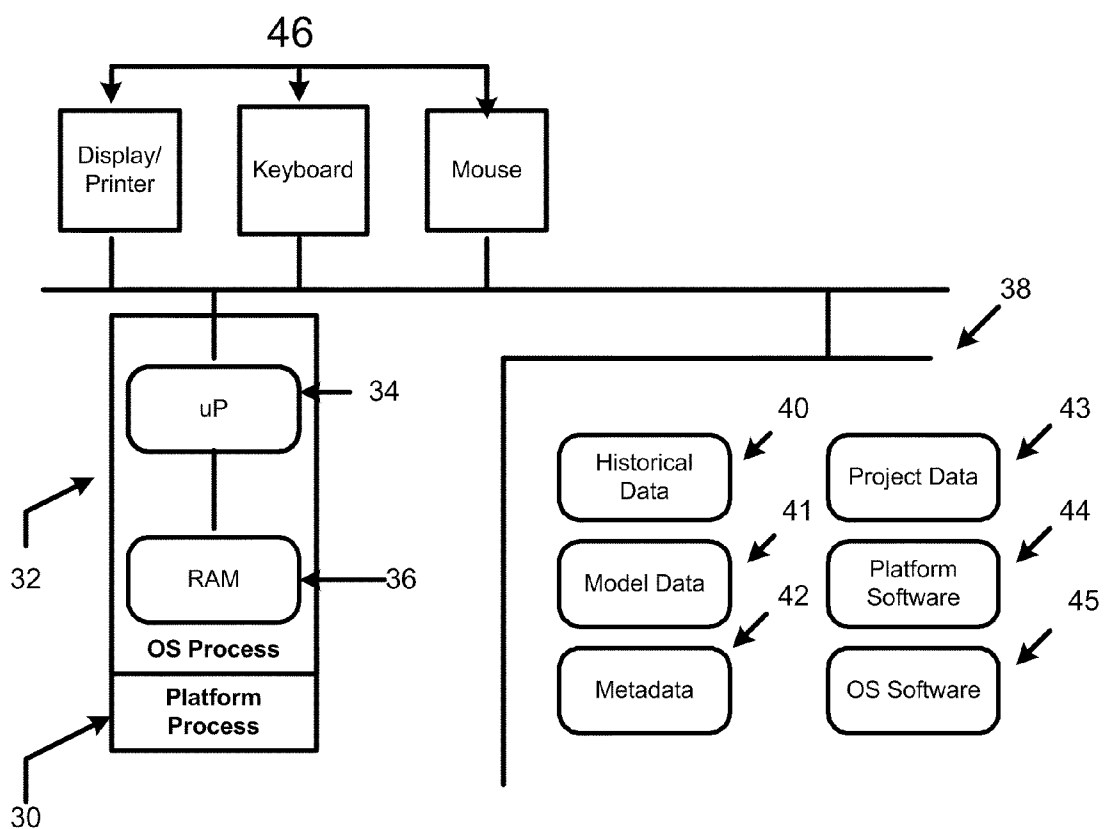 46
Display/
Printer
Keyboard
Mouse
38
uP
34
32
RAM
36
OS Process
Platform
Process
30
40
Historical
Data
43
Project Data
41
Model Data
44
Platform
Software
42
Metadata
45
OS Software